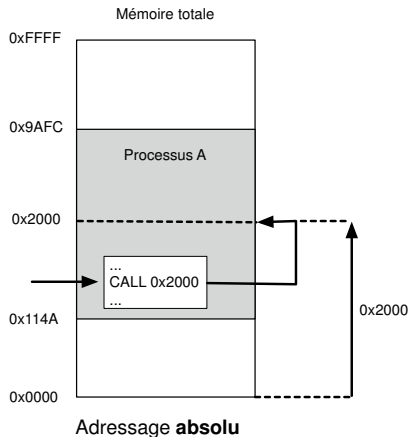 Mémoire totale
0xFFFF
0x9AFC
Processus A
0x2000
...
CALL 0x2000
...
0x2000
0x114A
0x0000
Adressage absolu